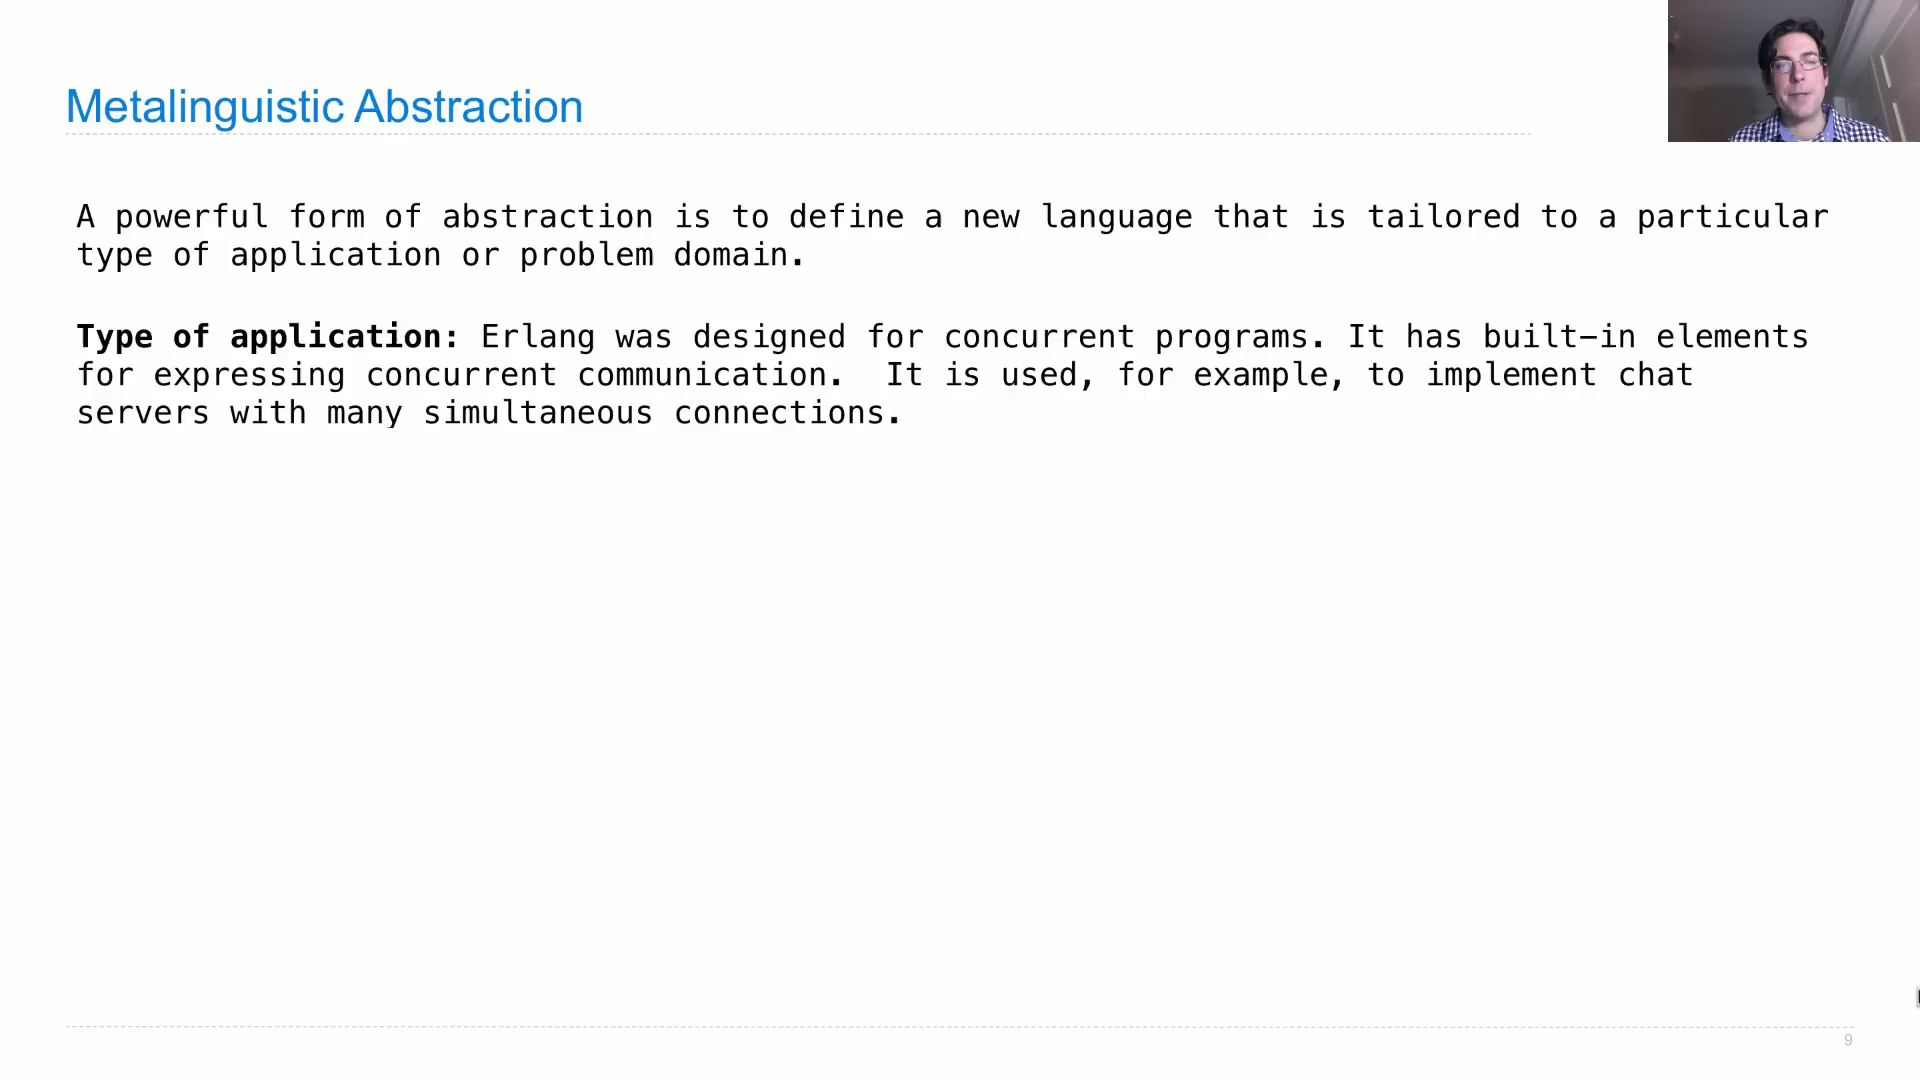 Metalinguistic Abstraction
A powerful form of abstraction is to define a new language that is tailored to a particular
type of application or problem domain.
Type of application: Erlang was designed for concurrent programs. It has built-in elements
for expressing concurrent communication.  It is used, for example, to implement chat
servers with many simultaneous connections.
9